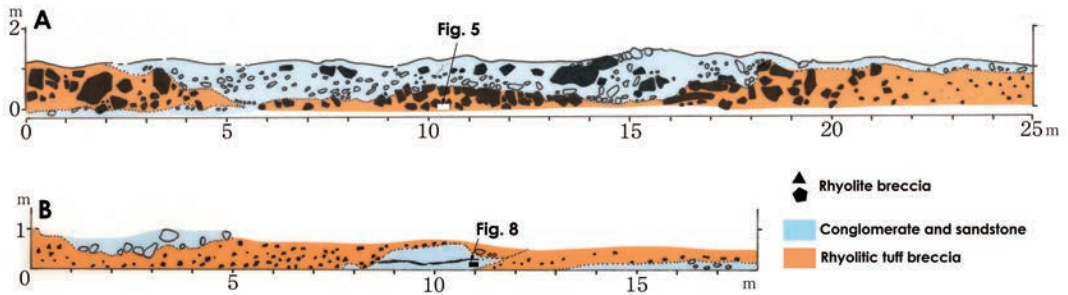 m
A
2
Fig. 5
1
0
0 5 10 15 20 25 m
m
B
1
Fig. 8
0
0 5 10 m
Rhyolite breccia
Conglomerate and sandstone
Rhyolitic tuff breccia